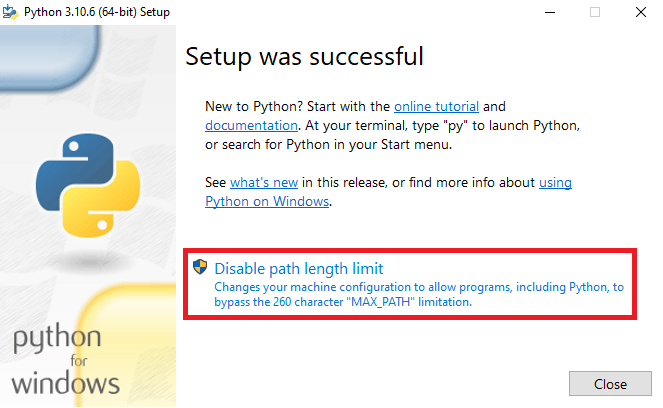 Python 3.10.6 (64-bit) Setup
Setup was successful
New to Python? Start with the online tutorial and
documentation. At your terminal, type "py" to launch Python,
or search for Python in your Start menu.
See what's new in this release, or find more info about using
Python on Windows.
Disable path length limit
Changes your machine configuration to allow programs, including Python, to
bypass the 260 character "MAX_PATH" limitation.
python
for
windows
Close